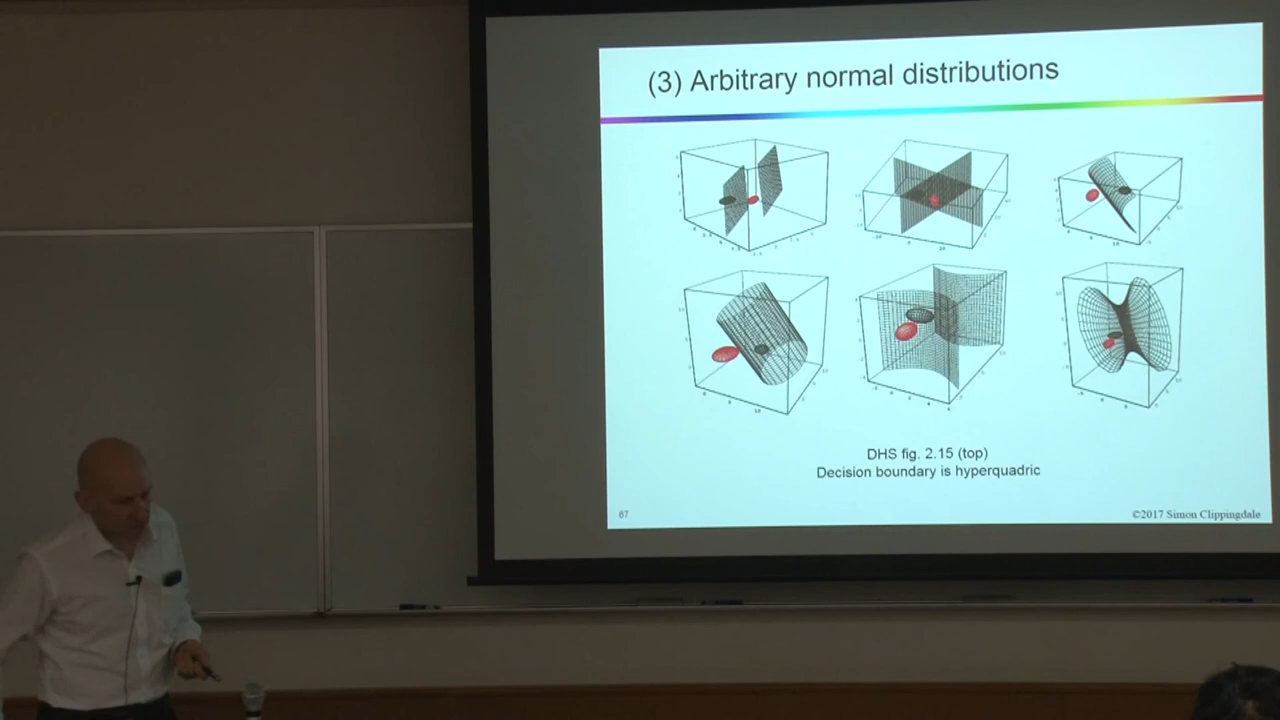 (3) Arbitrary normal distributions
DHS fig. 2.15 (top)
Decision boundary is hyperquadric
67
©2017 Simon Clippingdale